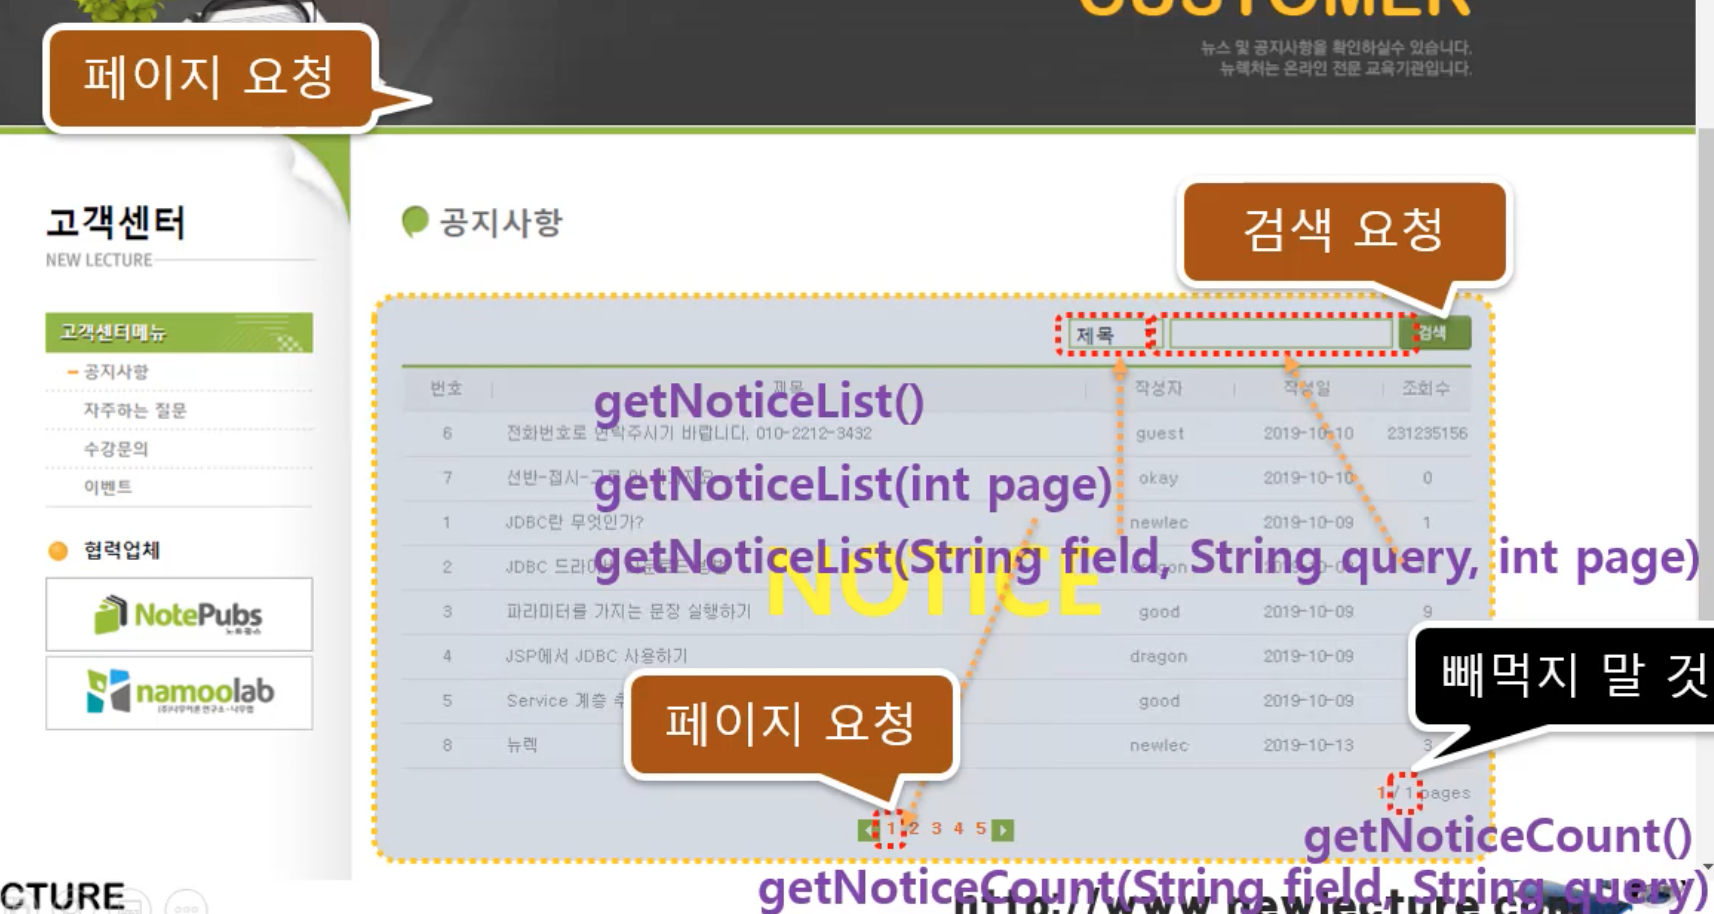 CUSTOMER
뉴스 및 공지사항을 확인하실수 있습니다.
뉴렉처는 온라인 전문 교육기관입니다.
페이지 요청
고객센터
NEW LECTURE
고객센터메뉴
공지사항
자주하는 질문
수강문의
이벤트
협력업체
NotePubs
노트펍스
namoolab
공지사항
검색 요청
제목 검색
번호 제목 작성자 작성일 조회수
getNoticeList()
6 전화번호로 연락주시기 바랍니다. 010-2212-3432 guest 2019-10-10 231235156
7 선반-접시-그릇 okay 2019-10-10 0
getNoticeList(int page)
1 JDBC란 무엇인가? newlec 2019-10-09 1
getNoticeList(String field, String query, int page)
2 JDBC
NOTICE
3 파라미터를 가지는 문장 실행하기 good 2019-10-09 9
4 JSP에서 JDBC 사용하기 dragon 2019-10-09
빼먹지 말 것
5 Service 계층 good 2019-10-09
페이지 요청
8 뉴렉 newlec 2019-10-13 3
1 / 1 pages
1 2 3 4 5
getNoticeCount()
getNoticeCount(String field, String query)
CTURE
http://www.newlecture.com